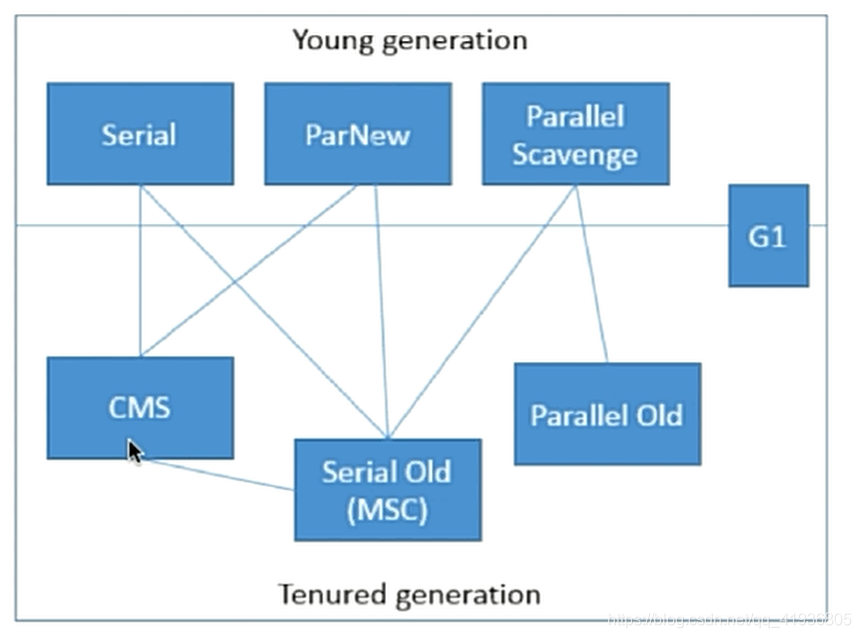 Young generation
Serial
ParNew
Parallel
Scavenge
G1
CMS
Parallel Old
Serial Old
(MSC)
Tenured generation
https://blog.csdn.net/qq_41936805